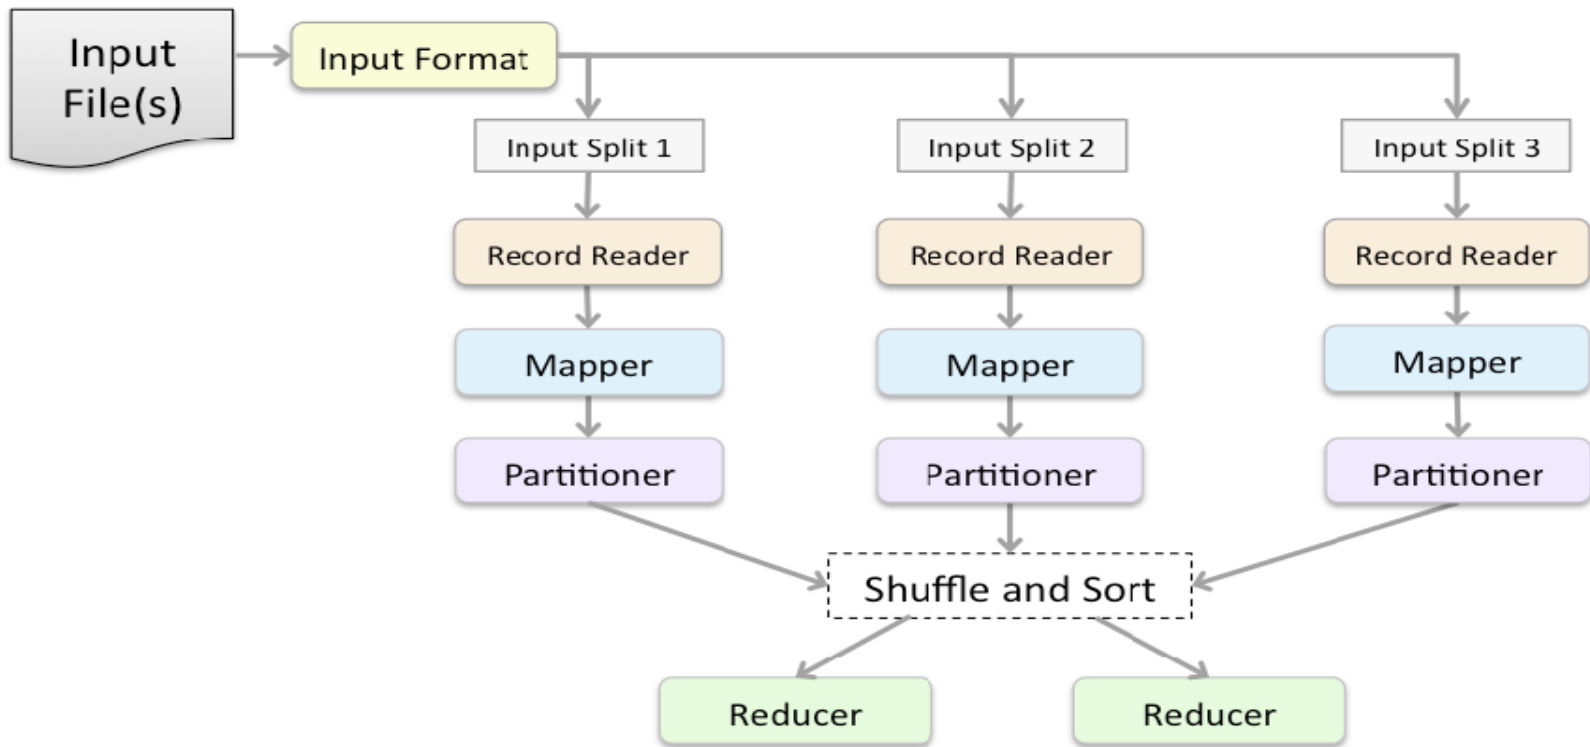 Input
File(s)
Input Format
Input Split 1
Input Split 2
Input Split 3
Record Reader
Record Reader
Record Reader
Mapper
Mapper
Mapper
Partitioner
Partitioner
Partitioner
Shuffle and Sort
Reducer
Reducer